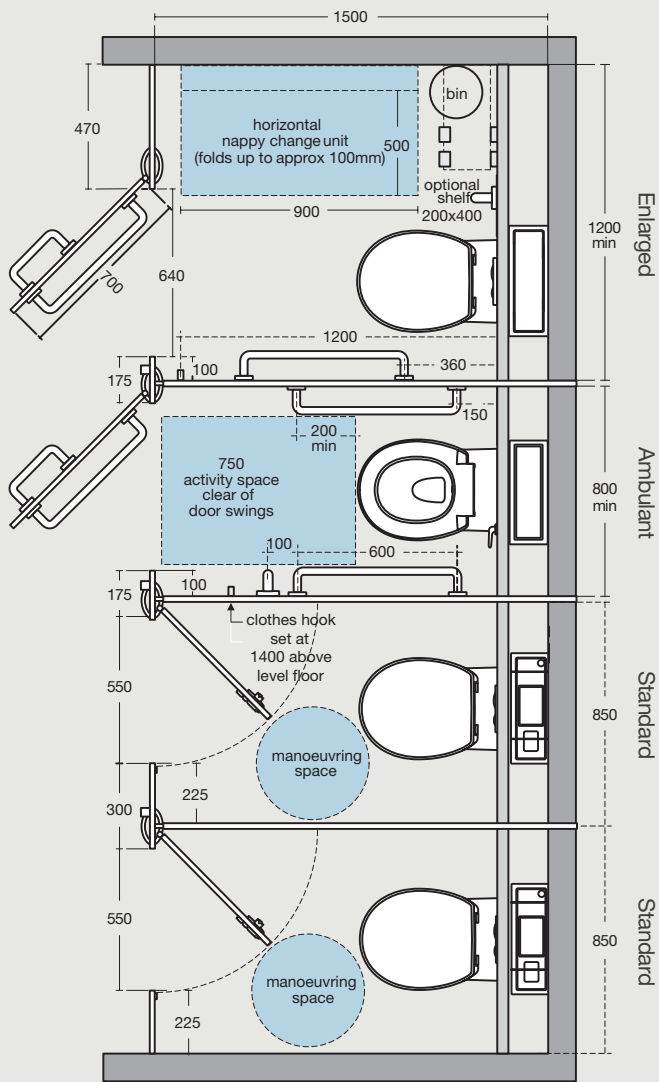 1500
470
horizontal
nappy change unit
(folds up to approx 100mm)
500
bin
900
optional
shelf
200x400
Enlarged
1200
min
700
640
1200
360
175
100
150
200
min
750
activity space
clear of
door swings
Ambulant
800
min
100
600
175
100
clothes hook
set at
1400 above
level floor
550
Standard
850
manoeuvring
space
300
225
550
Standard
850
manoeuvring
space
225